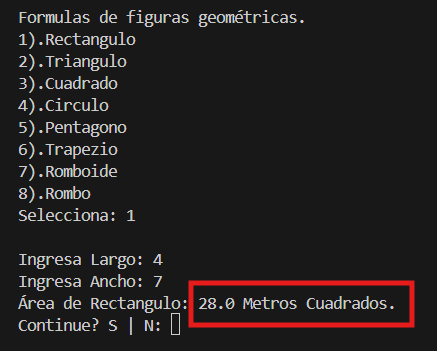 Formulas de figuras geométricas.
1).Rectangulo
2).Triangulo
3).Cuadrado
4).Circulo
5).Pentagono
6).Trapezio
7).Romboide
8).Rombo
Selecciona: 1
Ingresa Largo: 4
Ingresa Ancho: 7
Área de Rectangulo: 28.0 Metros Cuadrados.
Continue? S | N: